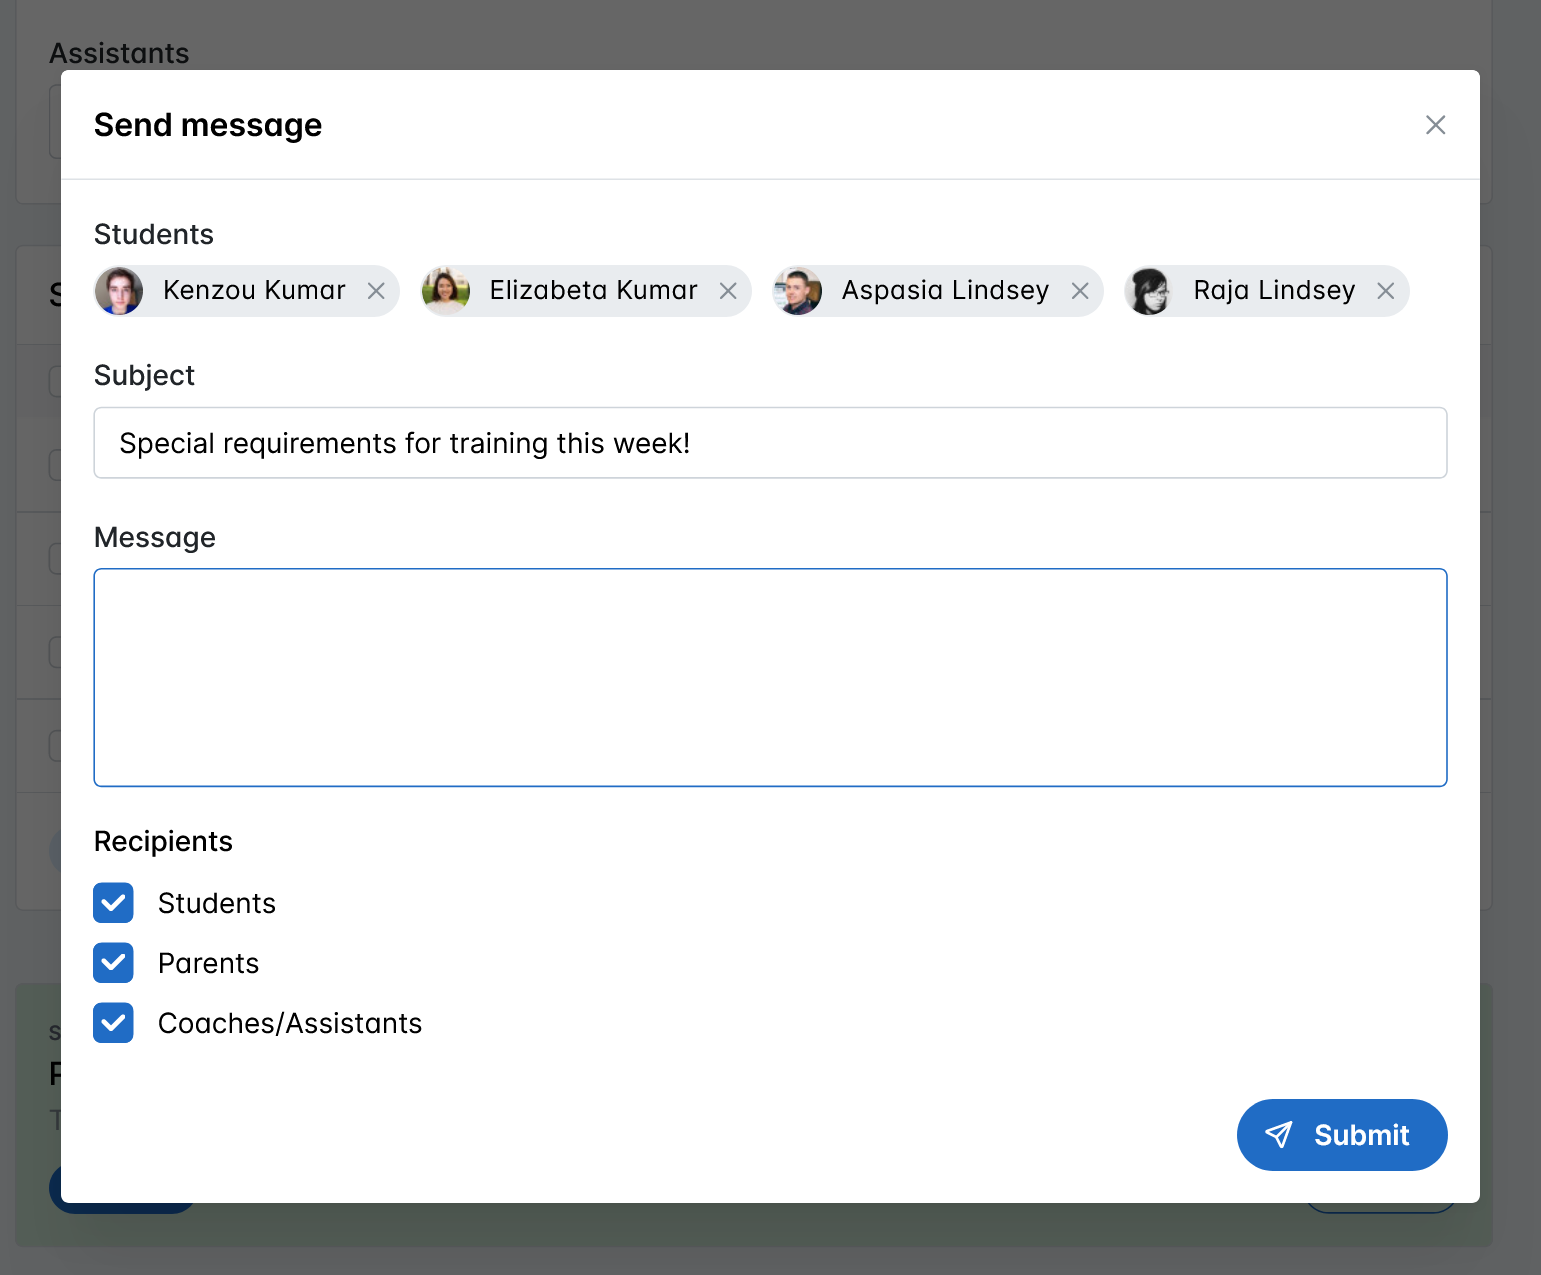 Assistants
Send message
Students
Kenzou Kumar
Elizabeta Kumar
Aspasia Lindsey
Raja Lindsey
Subject
Special requirements for training this week!
Message
Recipients
Students
Parents
Coaches/Assistants
Submit